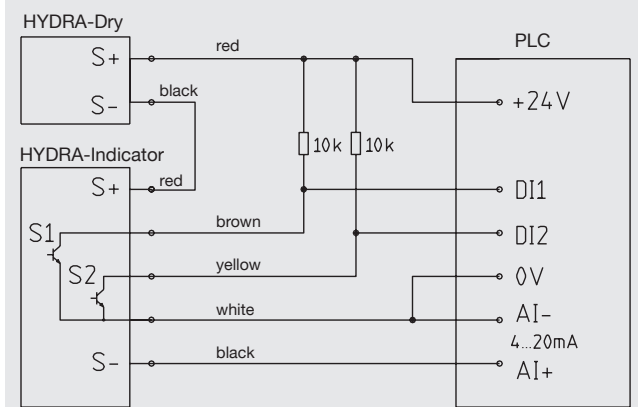 HYDRA-Dry
PLC
S+
red
+24V
S-
black
10k
10k
HYDRA-Indicator
S+
red
DI1
S1
brown
DI2
S2
yellow
0V
white
AI-
4...20mA
S-
black
AI+